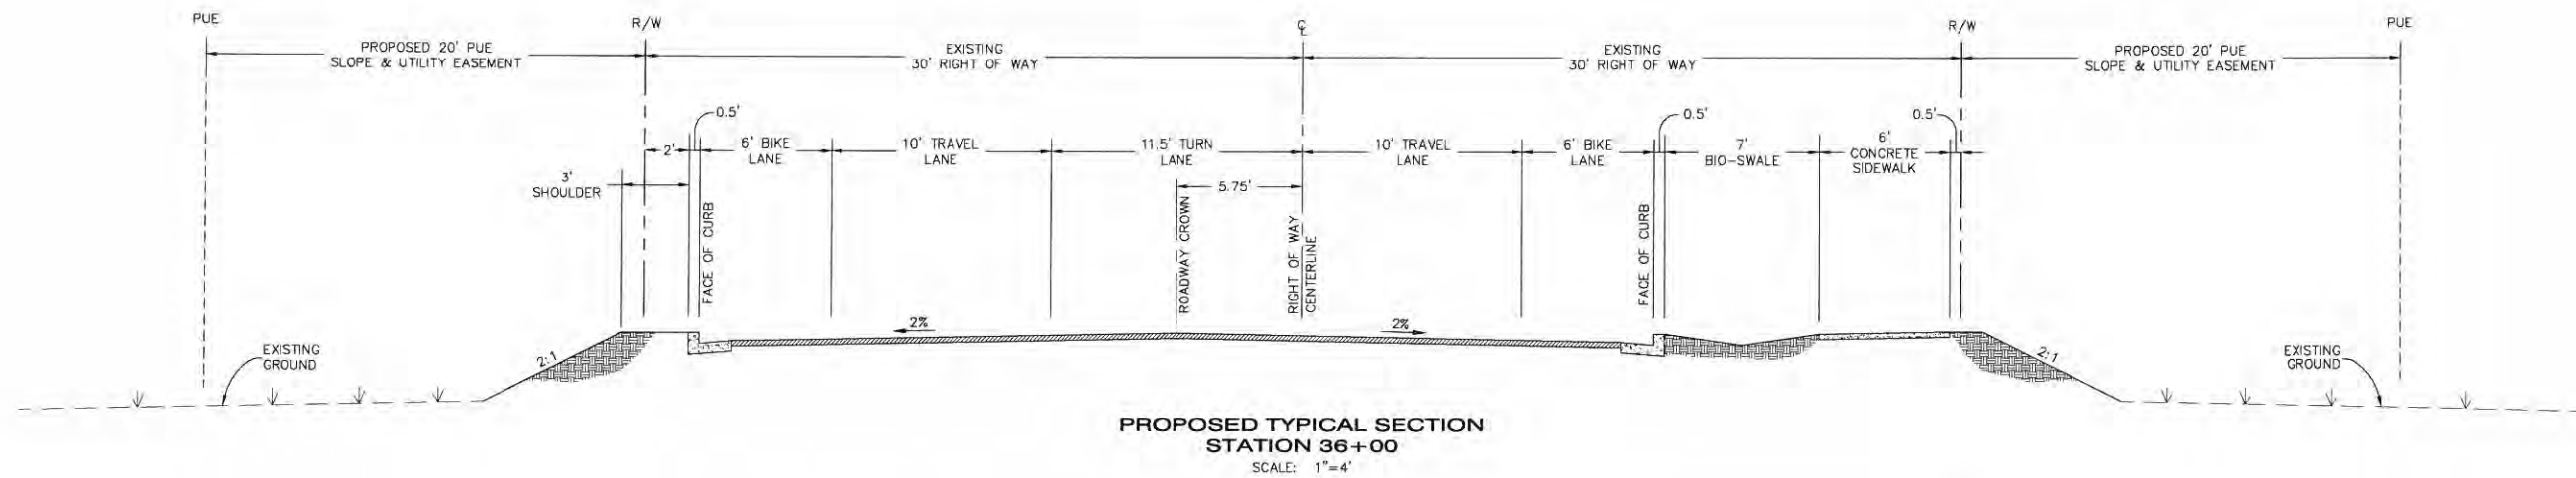 PUE
R/W
℄
R/W
PUE
PROPOSED 20' PUE
SLOPE & UTILITY EASEMENT
EXISTING
30' RIGHT OF WAY
EXISTING
30' RIGHT OF WAY
PROPOSED 20' PUE
SLOPE & UTILITY EASEMENT
0.5'
0.5'
0.5'
2'
6' BIKE
LANE
10' TRAVEL
LANE
11.5' TURN
LANE
10' TRAVEL
LANE
6' BIKE
LANE
7'
BIO-SWALE
6'
CONCRETE
SIDEWALK
3'
SHOULDER
5.75'
FACE OF CURB
ROADWAY CROWN
RIGHT OF WAY
CENTERLINE
FACE OF CURB
2%
2%
2:1
2:1
EXISTING
GROUND
EXISTING
GROUND
PROPOSED TYPICAL SECTION
STATION 36+00
SCALE: 1"=4'